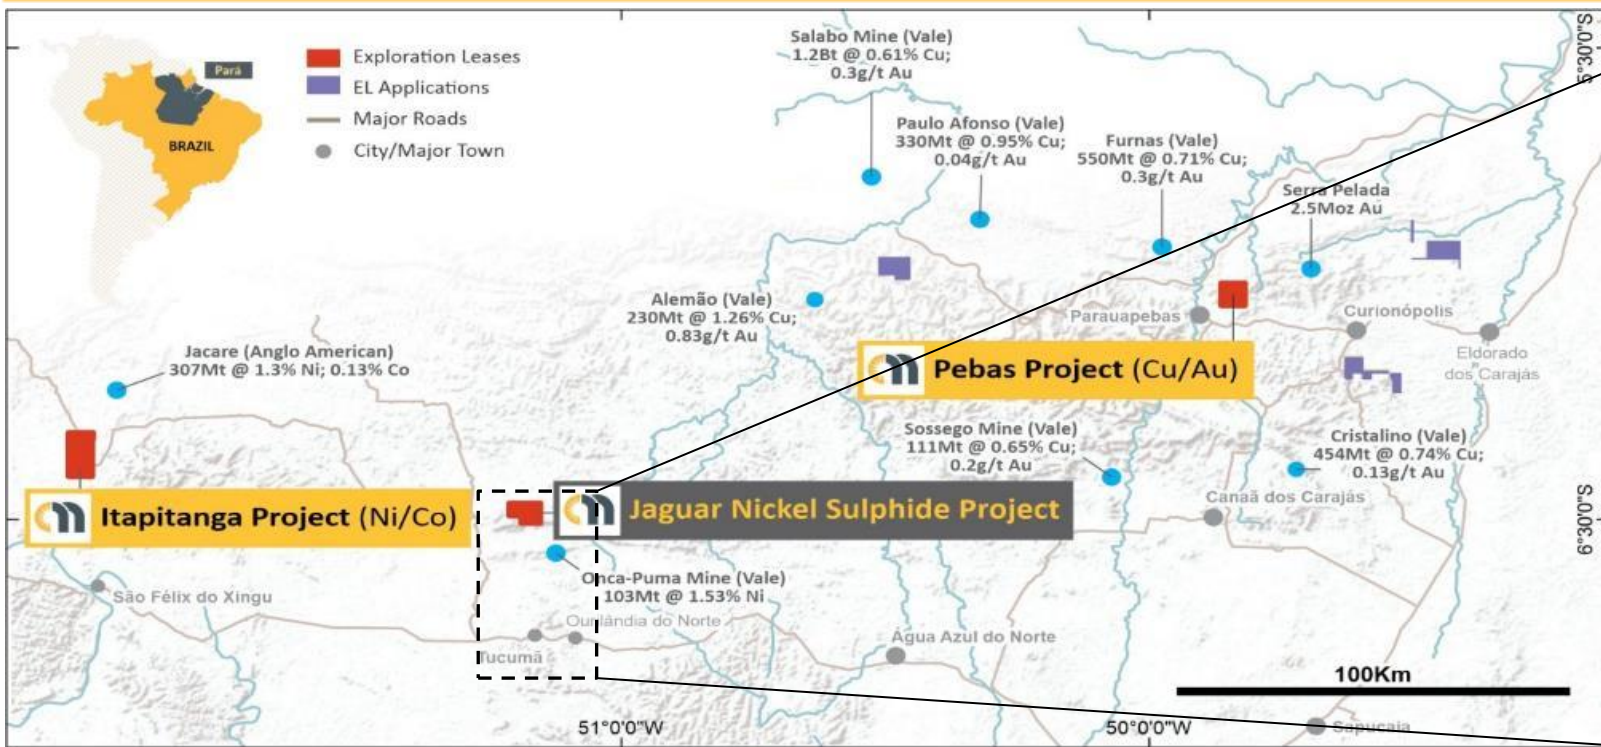 Pará
BRAZIL
Exploration Leases
EL Applications
Major Roads
City/Major Town
Salabo Mine (Vale)
1.2Bt @ 0.61% Cu;
0.3g/t Au
Paulo Afonso (Vale)
330Mt @ 0.95% Cu;
0.04g/t Au
Furnas (Vale)
550Mt @ 0.71% Cu;
0.3g/t Au
Serra Pelada
2.5Moz Au
5°30'0"S
Alemão (Vale)
230Mt @ 1.26% Cu;
0.83g/t Au
Parauapebas
Curionópolis
Eldorado
dos Carajás
Jacare (Anglo American)
307Mt @ 1.3% Ni; 0.13% Co
Pebas Project (Cu/Au)
Sossego Mine (Vale)
111Mt @ 0.65% Cu;
0.2g/t Au
Cristalino (Vale)
454Mt @ 0.74% Cu;
0.13g/t Au
Canaã dos Carajás
Itapitanga Project (Ni/Co)
Jaguar Nickel Sulphide Project
6°30'0"S
Onca-Puma Mine (Vale)
103Mt @ 1.53% Ni
São Félix do Xingu
Ourilândia do Norte
Tucumã
Água Azul do Norte
100Km
51°0'0"W
50°0'0"W
Sapucaia